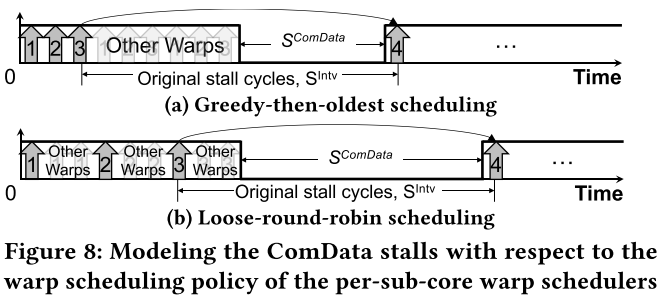 1 2 3 Other Warps S^ComData 4 ...
0 Original stall cycles, S^Intv Time
(a) Greedy-then-oldest scheduling
1 Other Warps 2 Other Warps 3 Other Warps S^ComData 4 ...
0 Original stall cycles, S^Intv Time
(b) Loose-round-robin scheduling
Figure 8: Modeling the ComData stalls with respect to the
warp scheduling policy of the per-sub-core warp schedulers